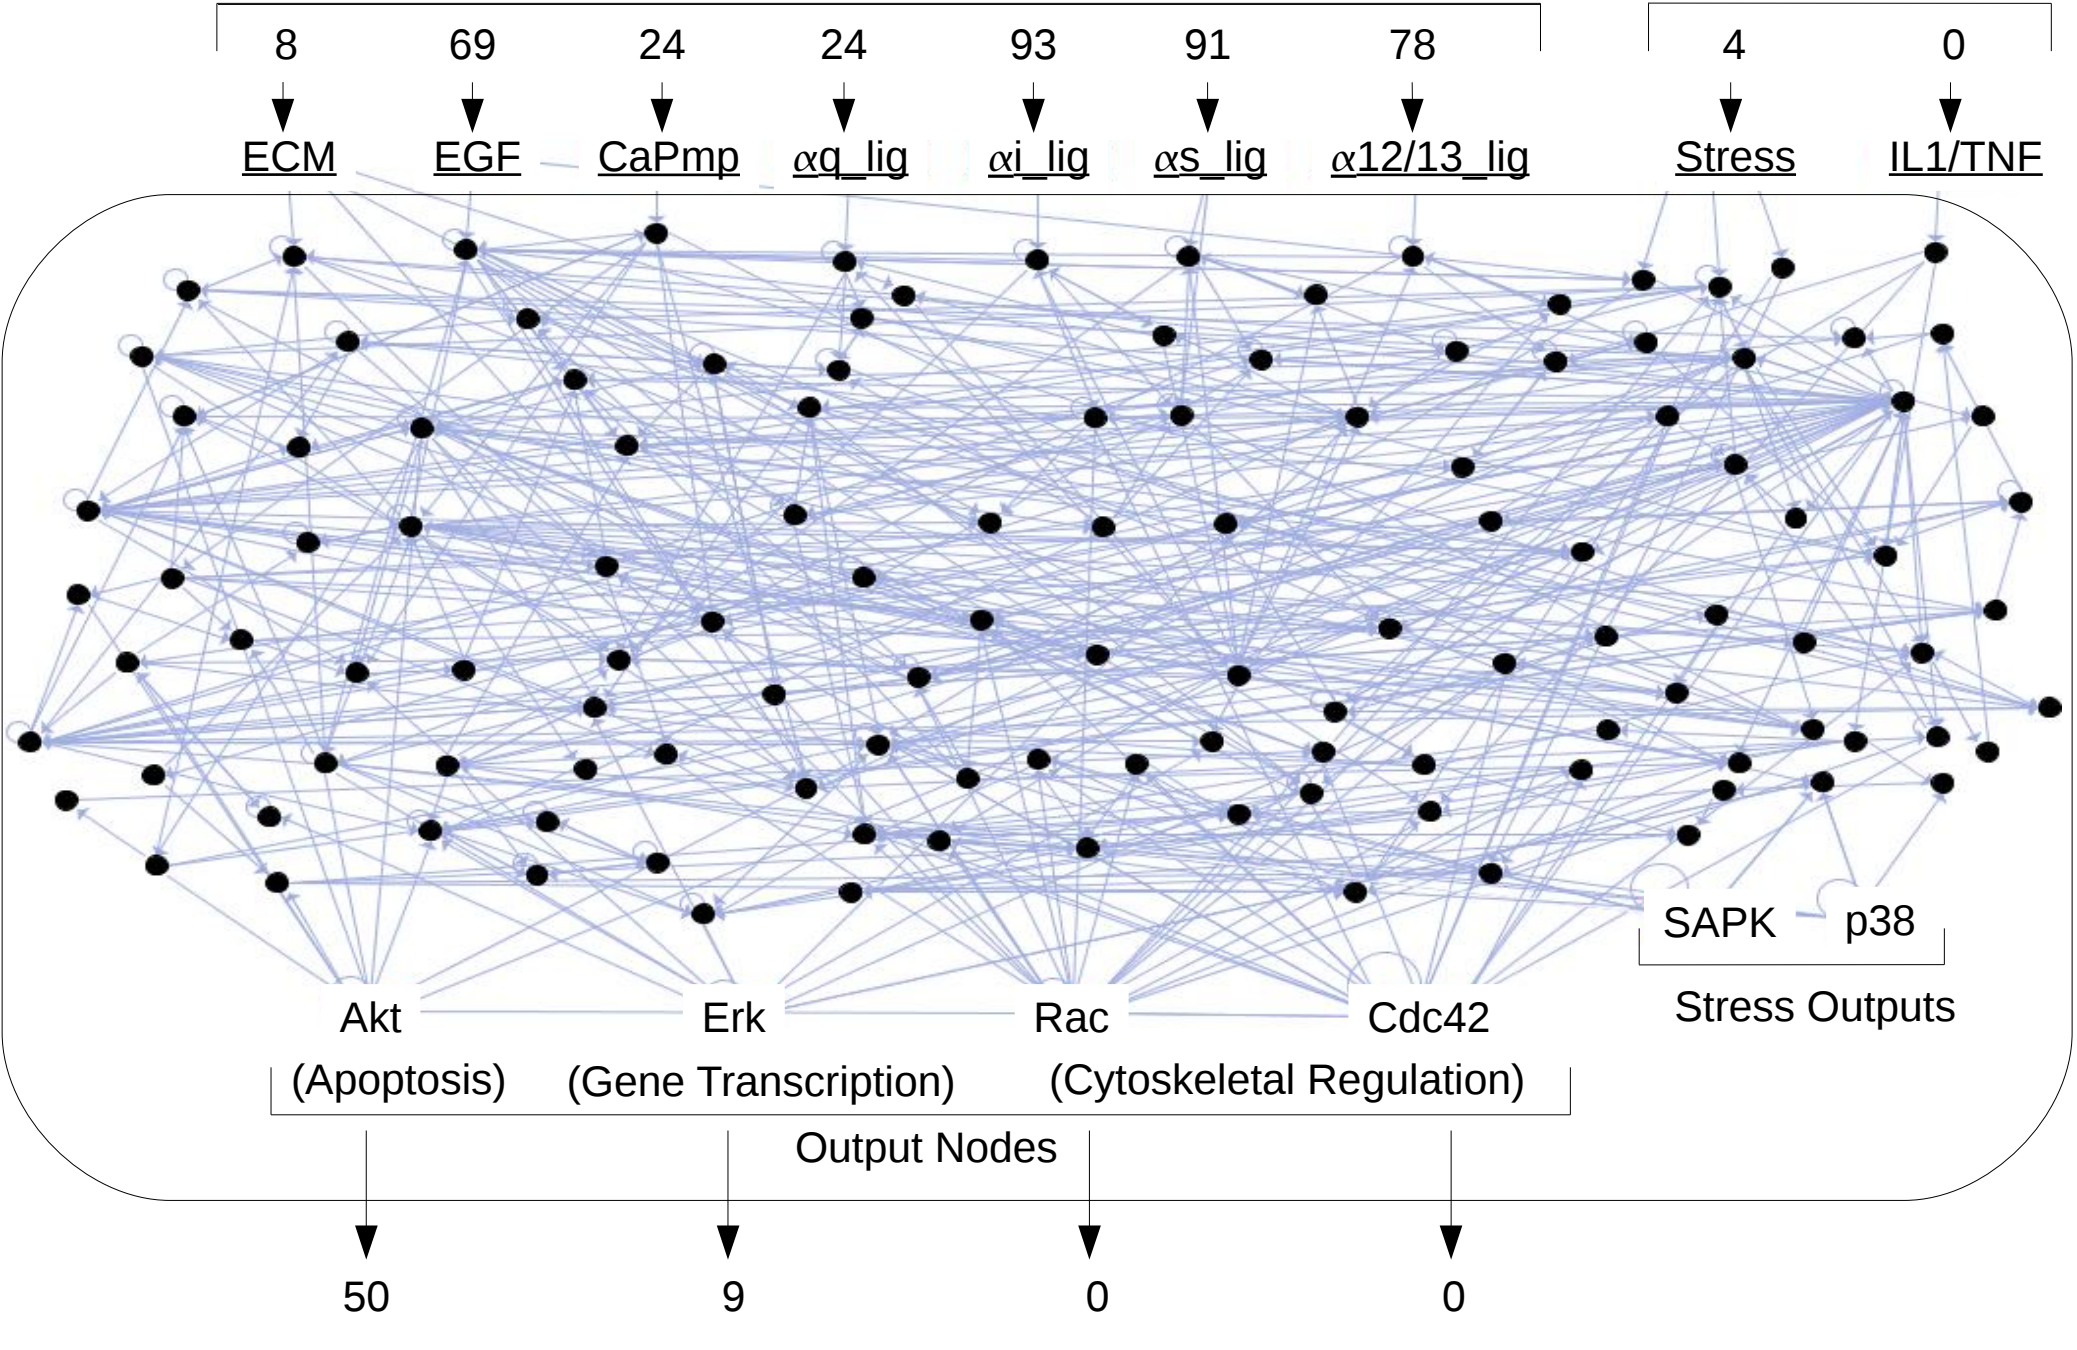 8 69 24 24 93 91 78 4 0
ECM EGF CaPmp αq_lig αi_lig αs_lig α12/13_lig Stress IL1/TNF
SAPK p38
Stress Outputs
Akt Erk Rac Cdc42
(Apoptosis) (Gene Transcription) (Cytoskeletal Regulation)
Output Nodes
50 9 0 0